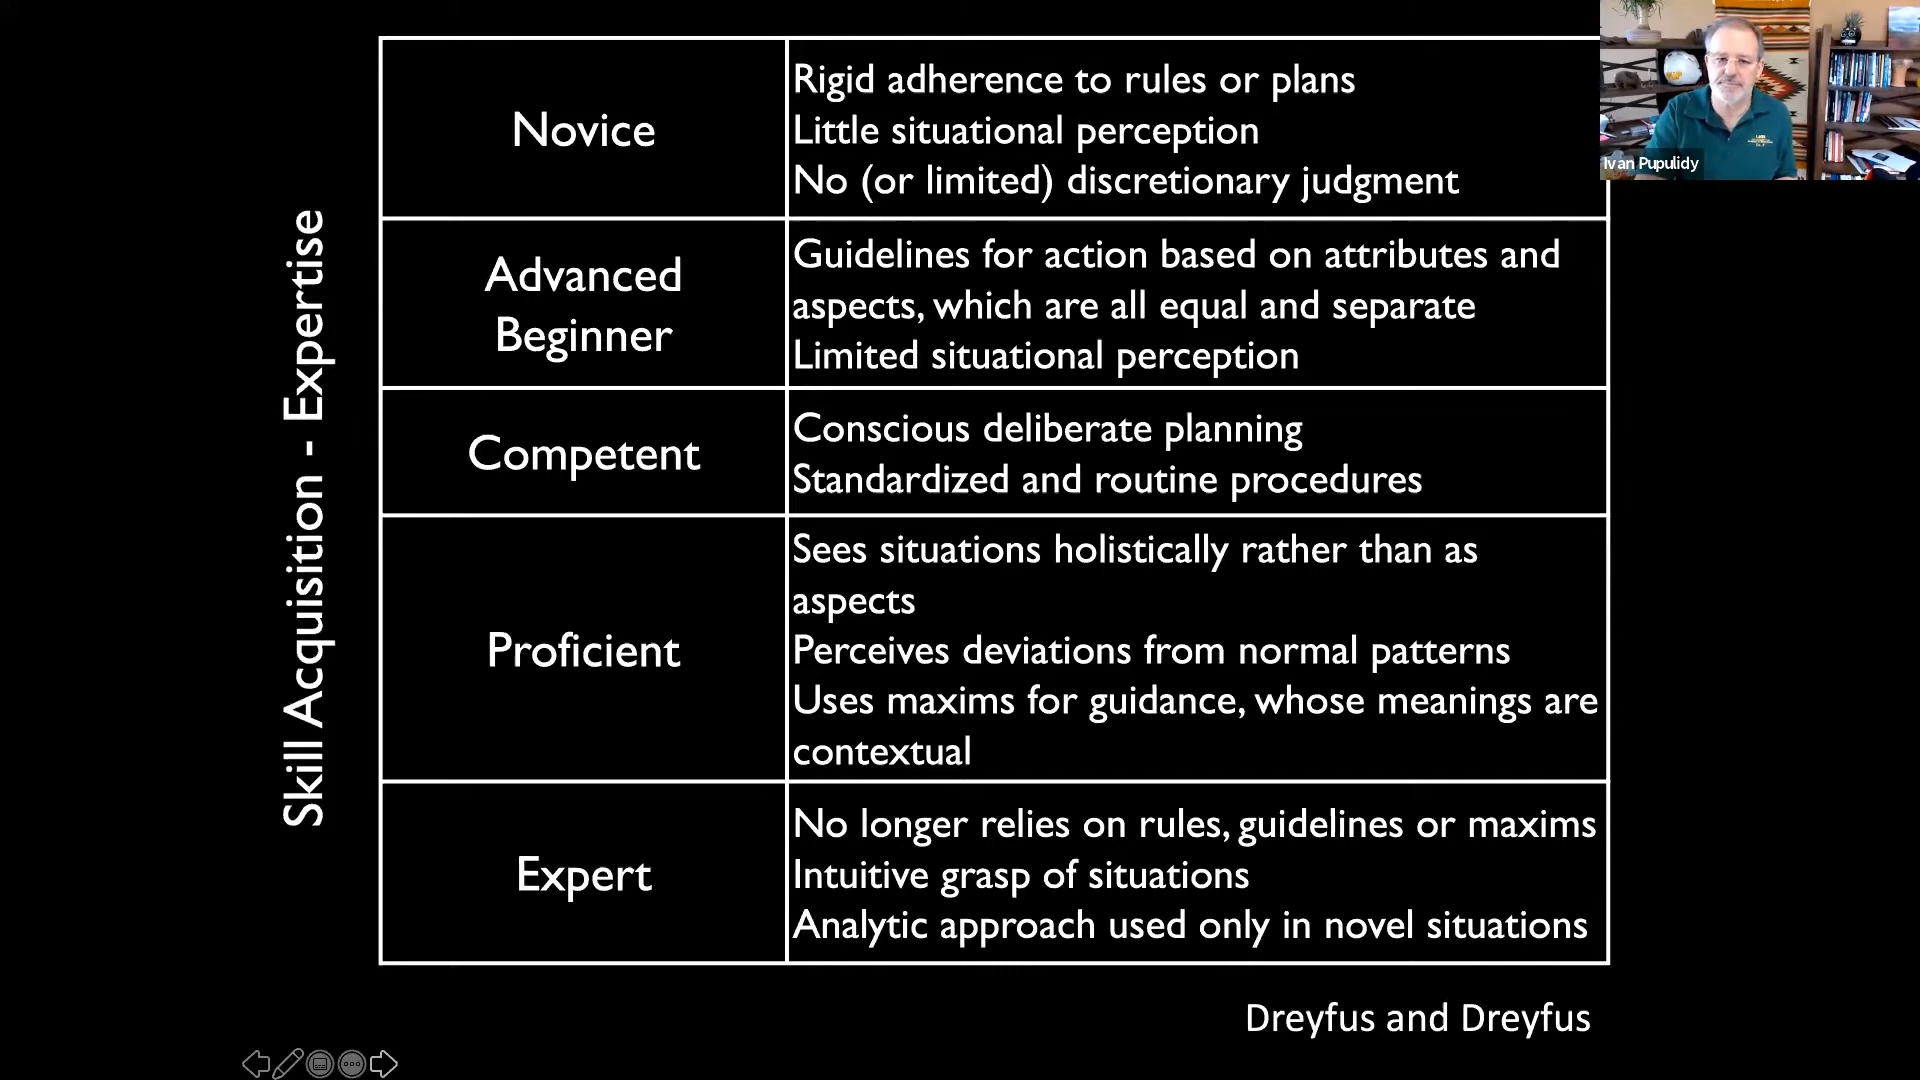 Skill Acquisition - Expertise
Novice
Rigid adherence to rules or plans
Little situational perception
No (or limited) discretionary judgment
Advanced
Beginner
Guidelines for action based on attributes and
aspects, which are all equal and separate
Limited situational perception
Competent
Conscious deliberate planning
Standardized and routine procedures
Proficient
Sees situations holistically rather than as
aspects
Perceives deviations from normal patterns
Uses maxims for guidance, whose meanings are
contextual
Expert
No longer relies on rules, guidelines or maxims
Intuitive grasp of situations
Analytic approach used only in novel situations
Dreyfus and Dreyfus
Ivan Pupulidy